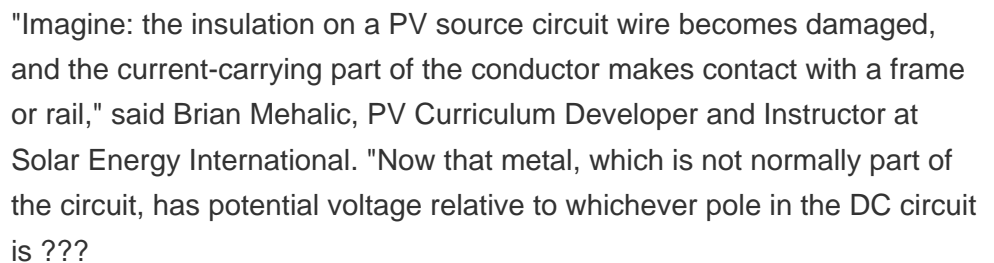 "Imagine: the insulation on a PV source circuit wire becomes damaged,
and the current-carrying part of the conductor makes contact with a frame
or rail," said Brian Mehalic, PV Curriculum Developer and Instructor at
Solar Energy International. "Now that metal, which is not normally part of
the circuit, has potential voltage relative to whichever pole in the DC circuit
is ???